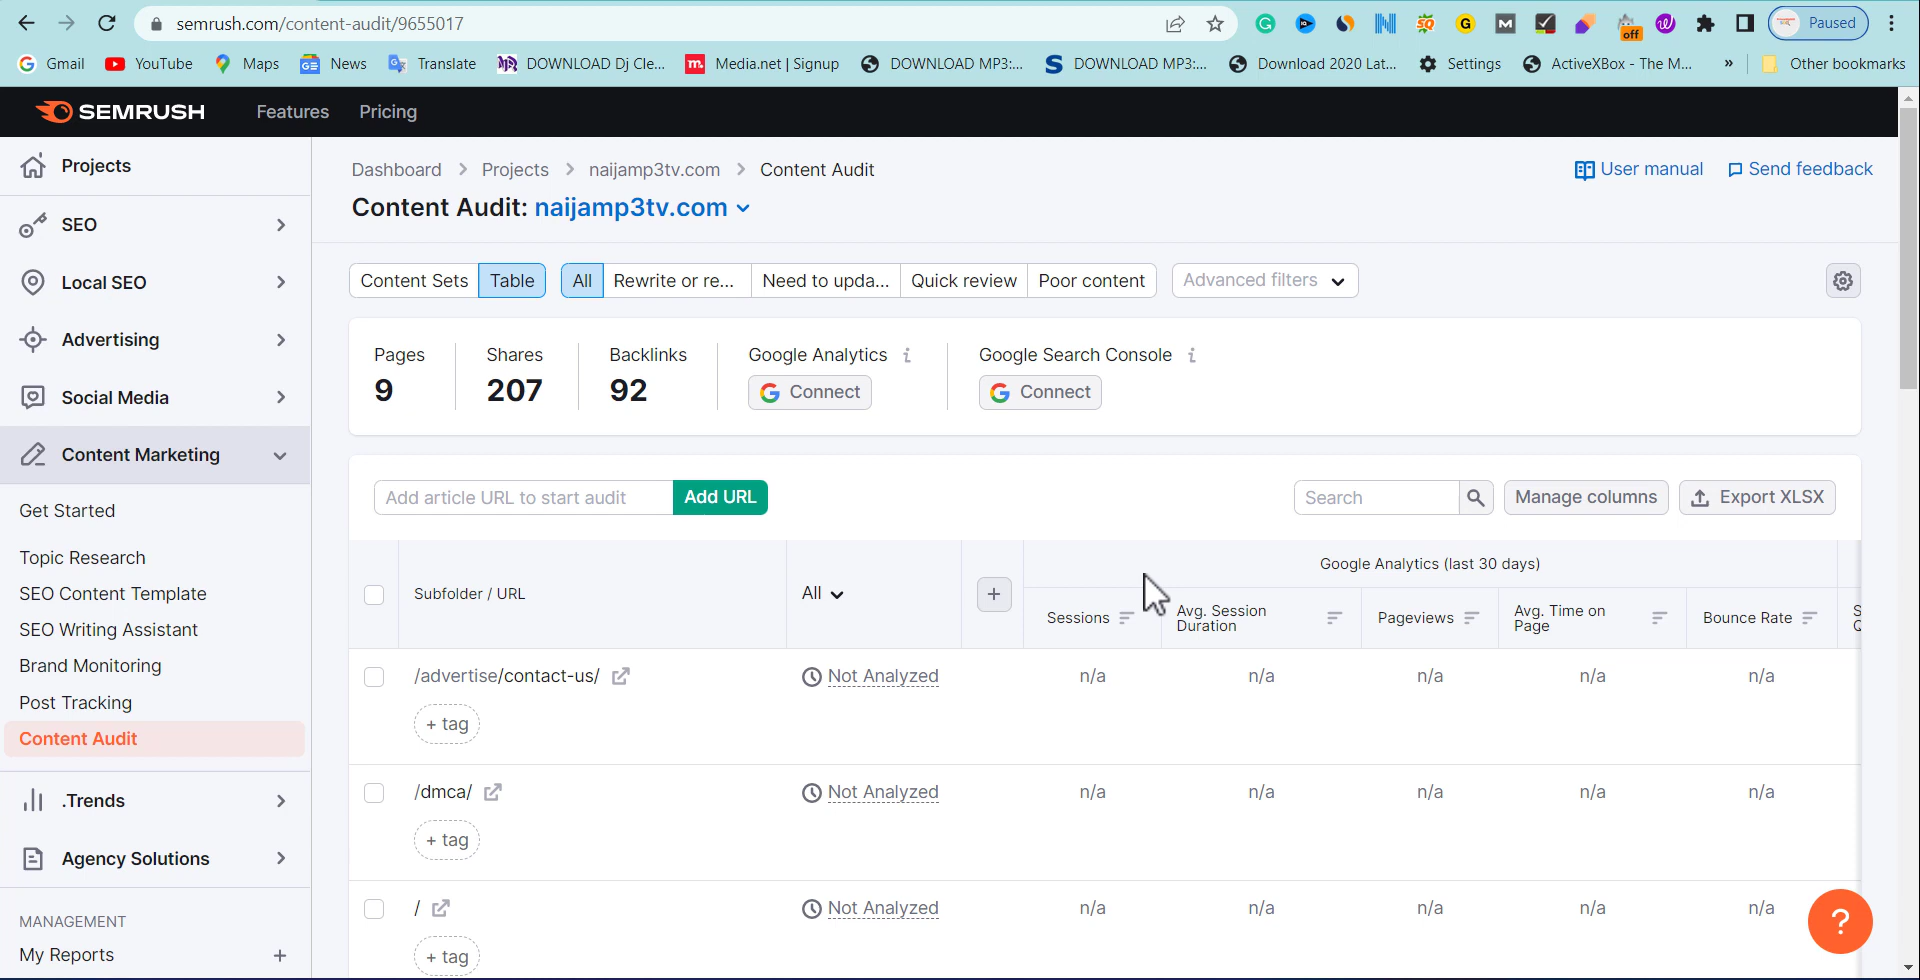 semrush.com/content-audit/9655017
off
Paused
Gmail
YouTube
Maps
News
Translate
DOWNLOAD Dj Cle...
Media.net | Signup
DOWNLOAD MP3:...
DOWNLOAD MP3:...
Download 2020 Lat...
Settings
ActiveXBox - The M...
»
Other bookmarks
SEMRUSH
Features
Pricing
Projects
SEO
Local SEO
Advertising
Social Media
Content Marketing
Get Started
Topic Research
SEO Content Template
SEO Writing Assistant
Brand Monitoring
Post Tracking
Content Audit
.Trends
Agency Solutions
MANAGEMENT
My Reports +
Dashboard > Projects > naijamp3tv.com > Content Audit
User manual
Send feedback
Content Audit: naijamp3tv.com
Content Sets
Table
All
Rewrite or re...
Need to upda...
Quick review
Poor content
Advanced filters
Pages
9
Shares
207
Backlinks
92
Google Analytics i
Connect
Google Search Console i
Connect
Add article URL to start audit
Add URL
Search
Manage columns
Export XLSX
Subfolder / URL
All
+
Google Analytics (last 30 days)
Sessions
Avg. Session
Duration
Pageviews
Avg. Time on
Page
Bounce Rate
/advertise/contact-us/
Not Analyzed
n/a n/a n/a n/a n/a
+ tag
/dmca/
Not Analyzed
n/a n/a n/a n/a n/a
+ tag
/
Not Analyzed
n/a n/a n/a n/a n/a
+ tag
?